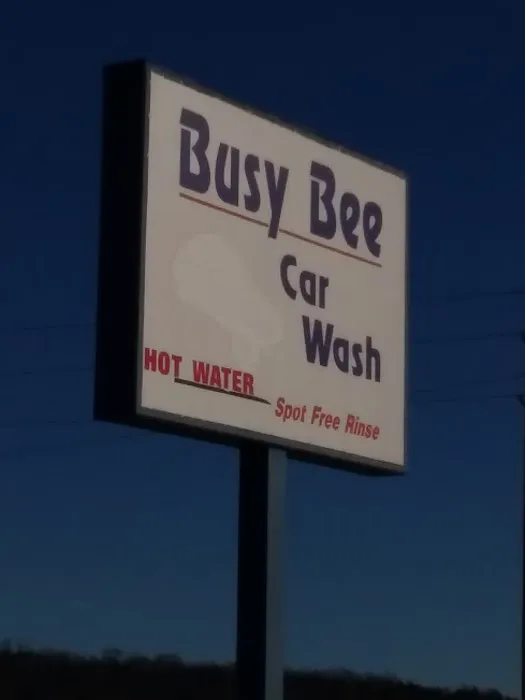 Busy Bee
Car
Wash
HOT WATER
Spot Free Rinse